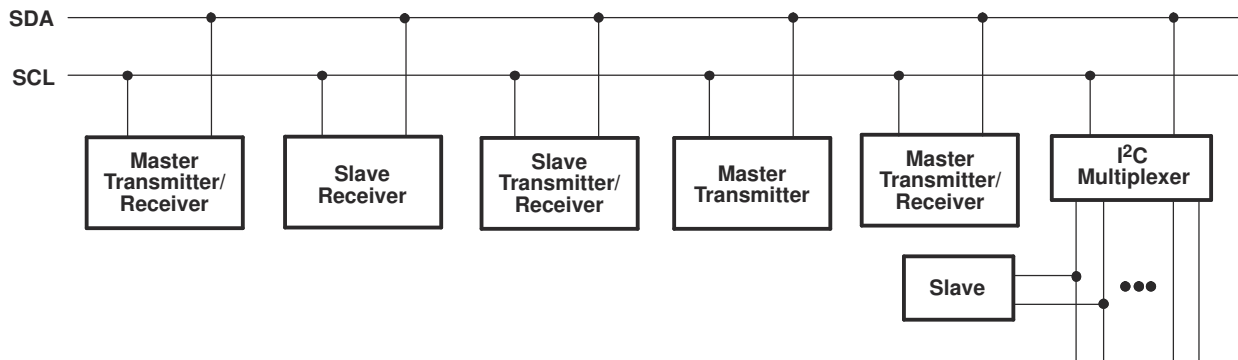 SDA
SCL
Master
Transmitter/
Receiver
Slave
Receiver
Slave
Transmitter/
Receiver
Master
Transmitter
Master
Transmitter/
Receiver
I²C
Multiplexer
Slave